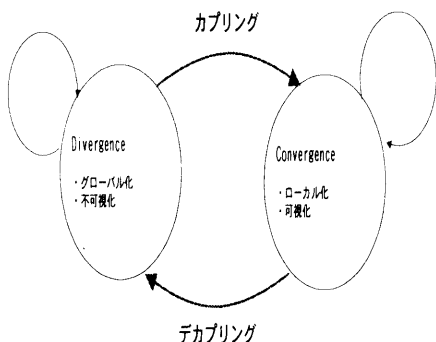 カプリング
Divergence
・グローバル化
・不可視化
Convergence
・ローカル化
・可視化
デカプリング